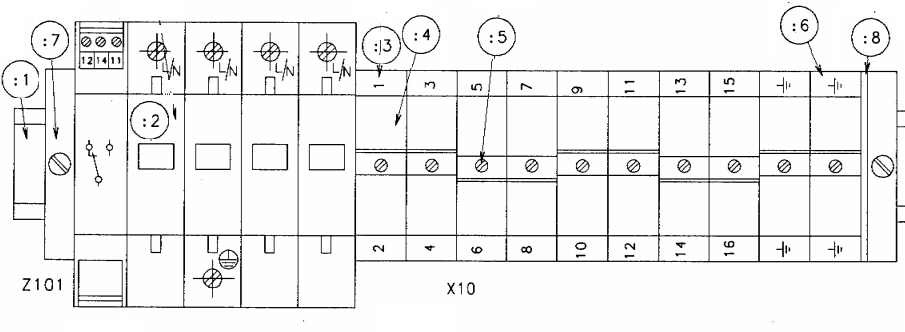 :7 :3 :4 :5 :6 :8
12 14 11 L/N L/N L/N L/N
:1 1 3 5 7 9 11 13 15
:2
2 4 6 8 10 12 14 16
Z101 X10